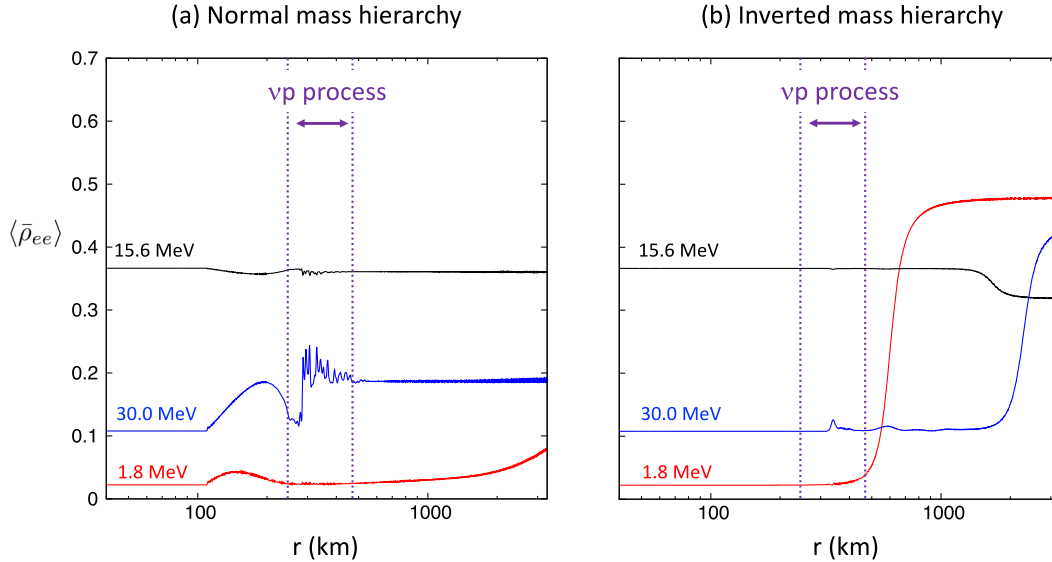 (a) Normal mass hierarchy
(b) Inverted mass hierarchy
0.7
0.6
0.5
0.4
0.3
0.2
0.1
0
⟨ρ̄ₑₑ⟩
νp process
15.6 MeV
30.0 MeV
1.8 MeV
100
1000
r (km)
νp process
15.6 MeV
30.0 MeV
1.8 MeV
100
1000
r (km)